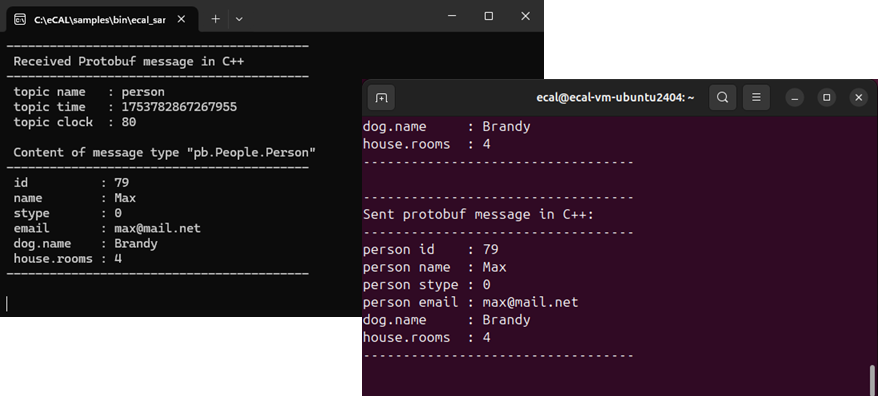 C:\eCAL\samples\bin\ecal_sar
-----------------------------------------
Received Protobuf message in C++
-----------------------------------------
topic name   : person
topic time   : 1753782867267955
topic clock  : 80
Content of message type "pb.People.Person"
-----------------------------------------
id          : 79
name        : Max
stype       : 0
email       : max@mail.net
dog.name    : Brandy
house.rooms : 4
-----------------------------------------
ecal@ecal-vm-ubuntu2404: ~
dog.name     : Brandy
house.rooms  : 4
----------------------------------
----------------------------------
Sent protobuf message in C++:
----------------------------------
person id    : 79
person name  : Max
person stype : 0
person email : max@mail.net
dog.name     : Brandy
house.rooms  : 4
----------------------------------